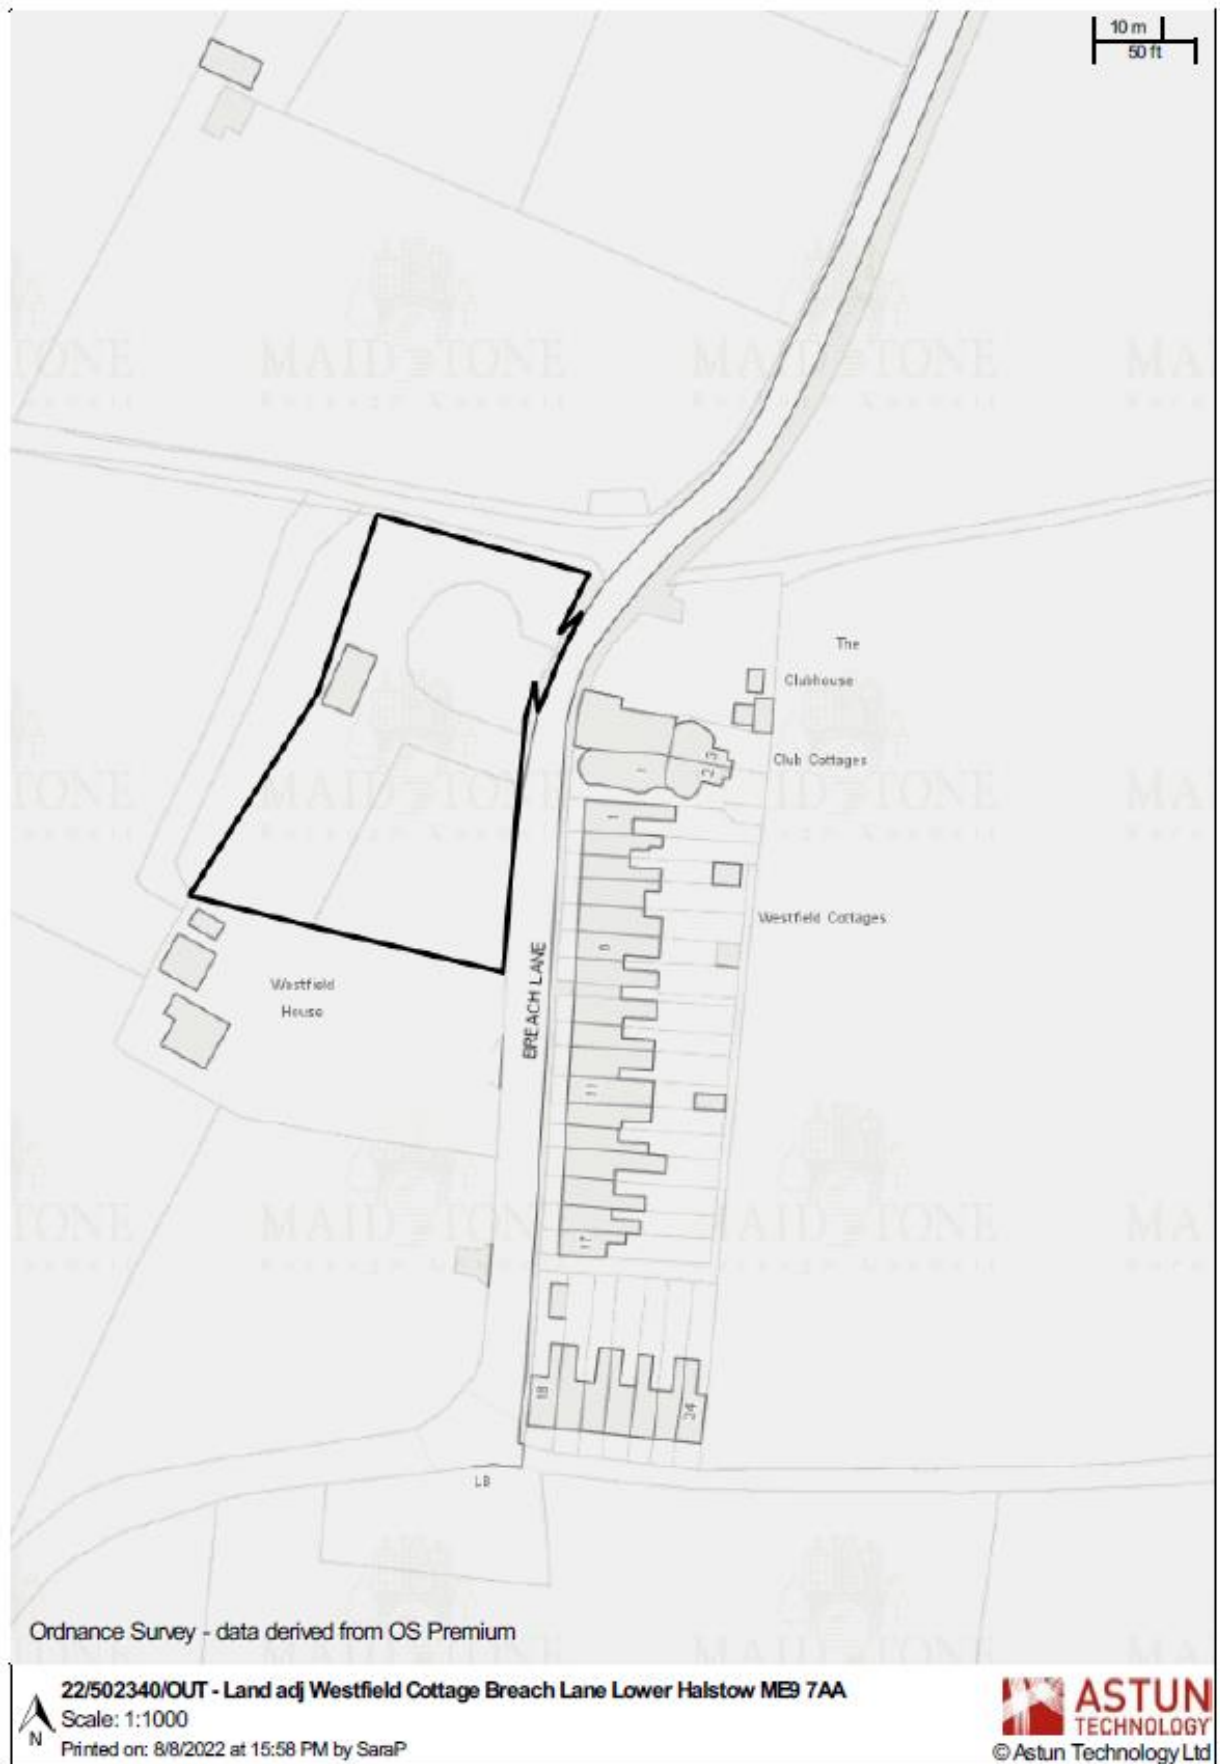 10 m
50 ft
The
Clubhouse
Club Cottages
1
2
3
1
Westfield Cottages
BREACH LANE
Westfield
House
11
17
18
24
LB
MAIDSTONE
Ordnance Survey - data derived from OS Premium
22/502340/OUT - Land adj Westfield Cottage Breach Lane Lower Halstow ME9 7AA
Scale: 1:1000
Printed on: 8/8/2022 at 15:58 PM by SaraP
N
ASTUN
TECHNOLOGY
© Astun Technology Ltd